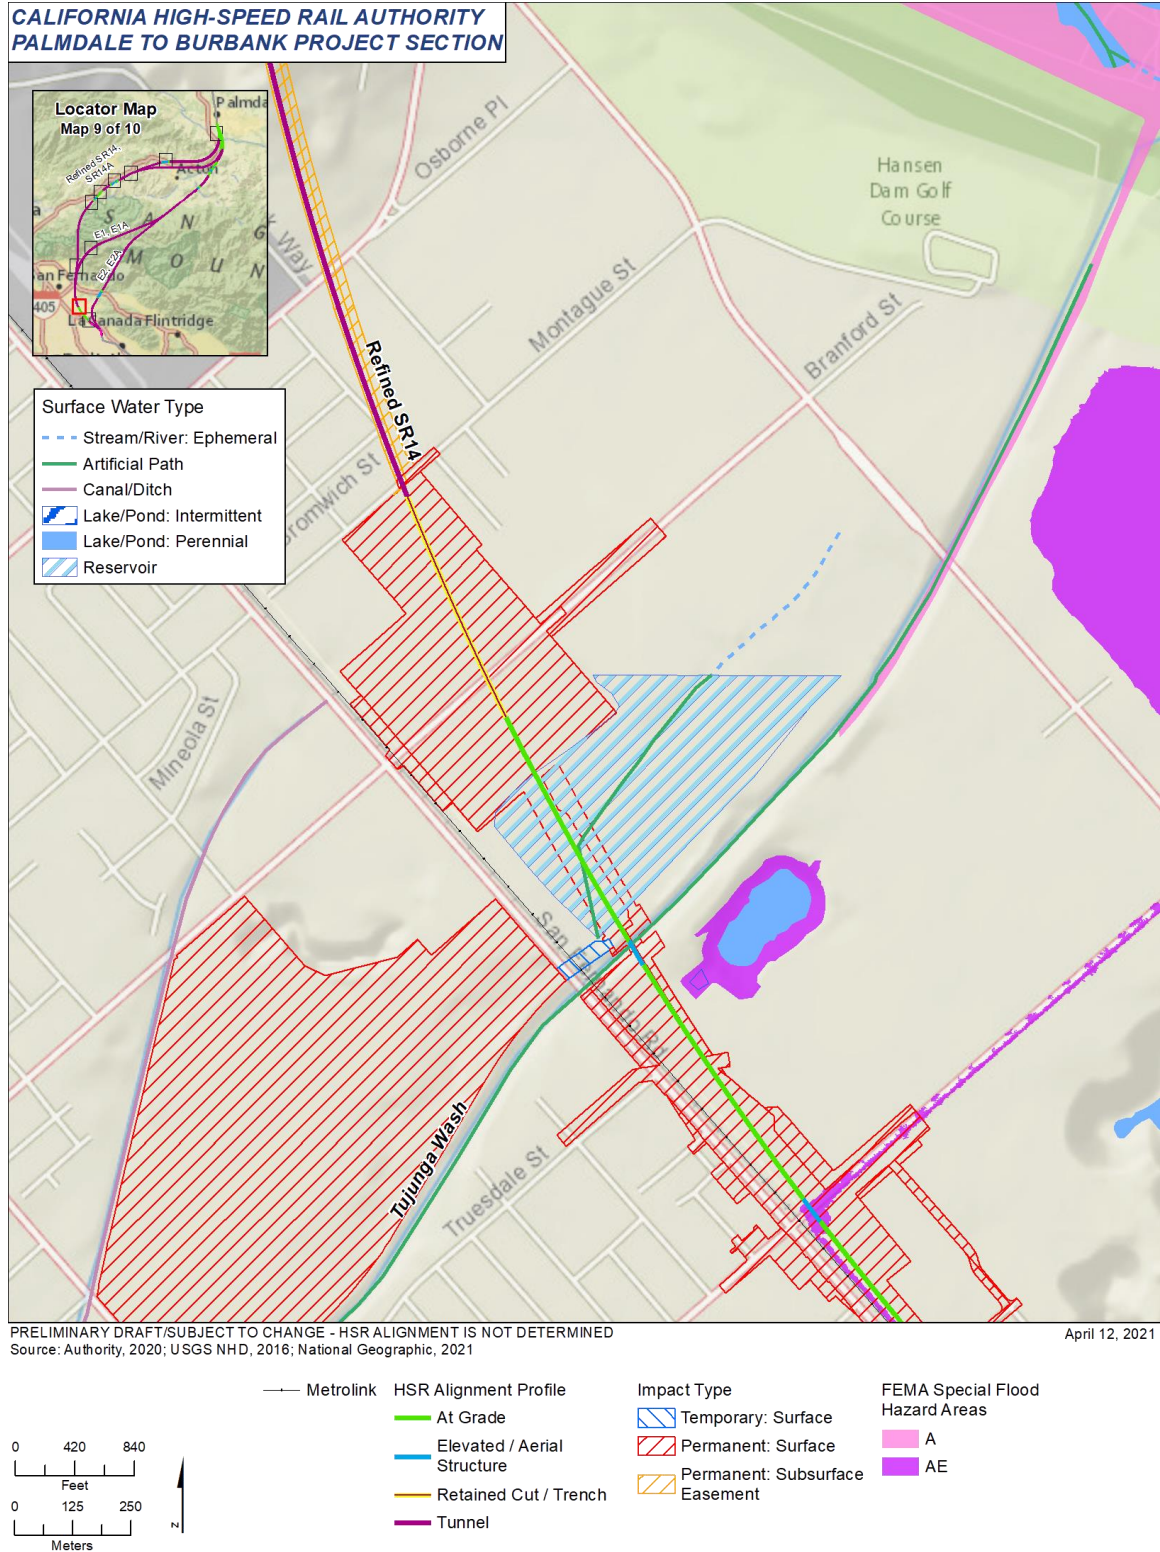 CALIFORNIA HIGH-SPEED RAIL AUTHORITY
PALMDALE TO BURBANK PROJECT SECTION
Locator Map
Map 9 of 10
Palmda
Refined SR14,
SR14A
Acton
a
S A N
G
E1, E1A
E2, E2A
M O U N
an Fernando
405
La Canada Flintridge
Osborne Pl
Way
Hansen
Dam Golf
Course
Montague St
Branford St
Refined SR14
Bromwich St
Surface Water Type
Stream/River: Ephemeral
Artificial Path
Canal/Ditch
Lake/Pond: Intermittent
Lake/Pond: Perennial
Reservoir
Mineola St
San Fernando Rd
Tujunga Wash
Truesdale St
PRELIMINARY DRAFT/SUBJECT TO CHANGE - HSR ALIGNMENT IS NOT DETERMINED
April 12, 2021
Source: Authority, 2020; USGS NHD, 2016; National Geographic, 2021
Metrolink
HSR Alignment Profile
At Grade
Elevated / Aerial
Structure
Retained Cut / Trench
Tunnel
Impact Type
Temporary: Surface
Permanent: Surface
Permanent: Subsurface
Easement
FEMA Special Flood
Hazard Areas
A
AE
0 420 840
Feet
0 125 250
Meters
N